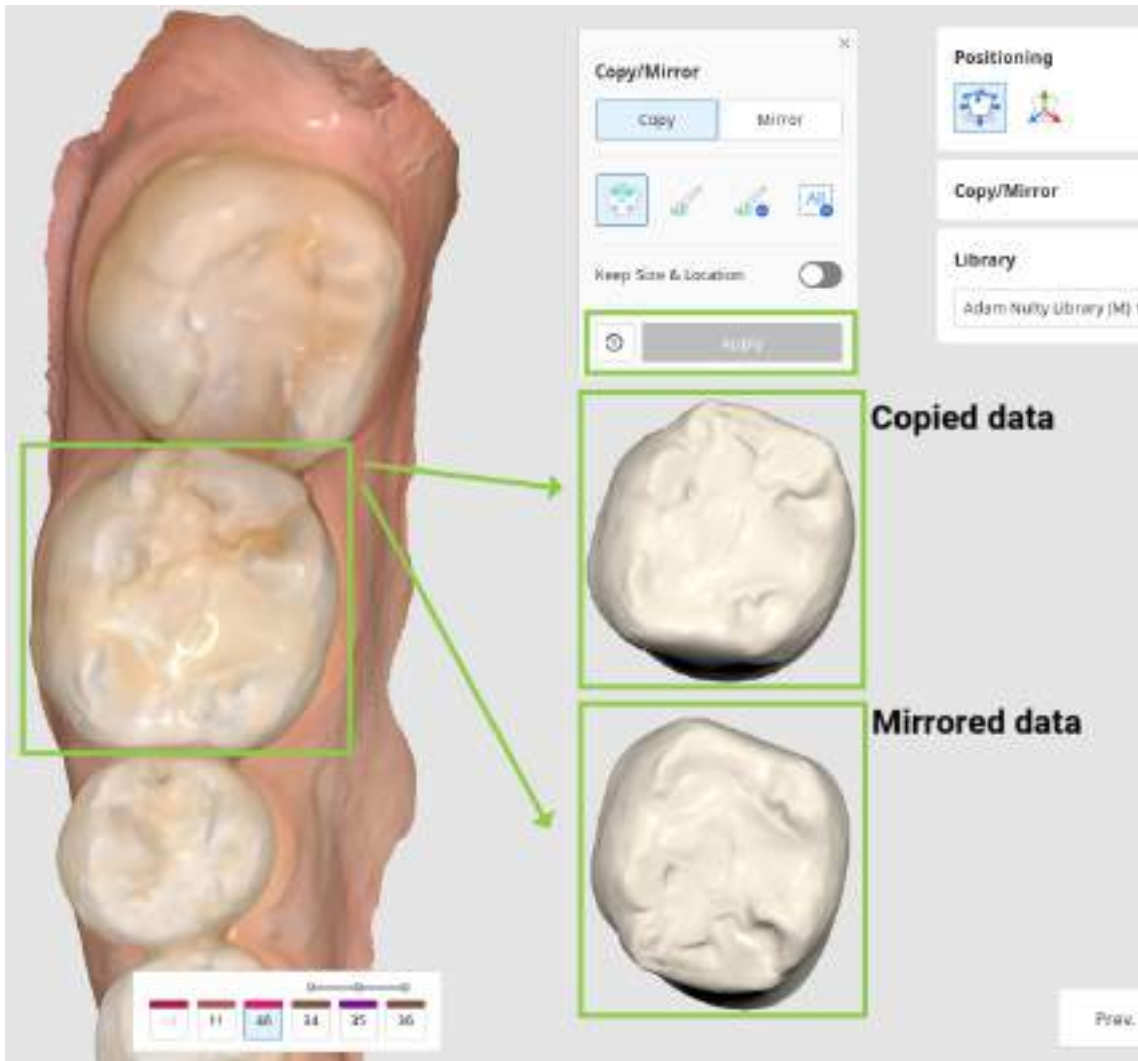 Copy/Mirror
Copy
Mirror
All
Keep Size & Location
Apply
Positioning
Copy/Mirror
Library
Adam Nulty Library (M)
Copied data
Mirrored data
11
46
34
35
36
Prev.